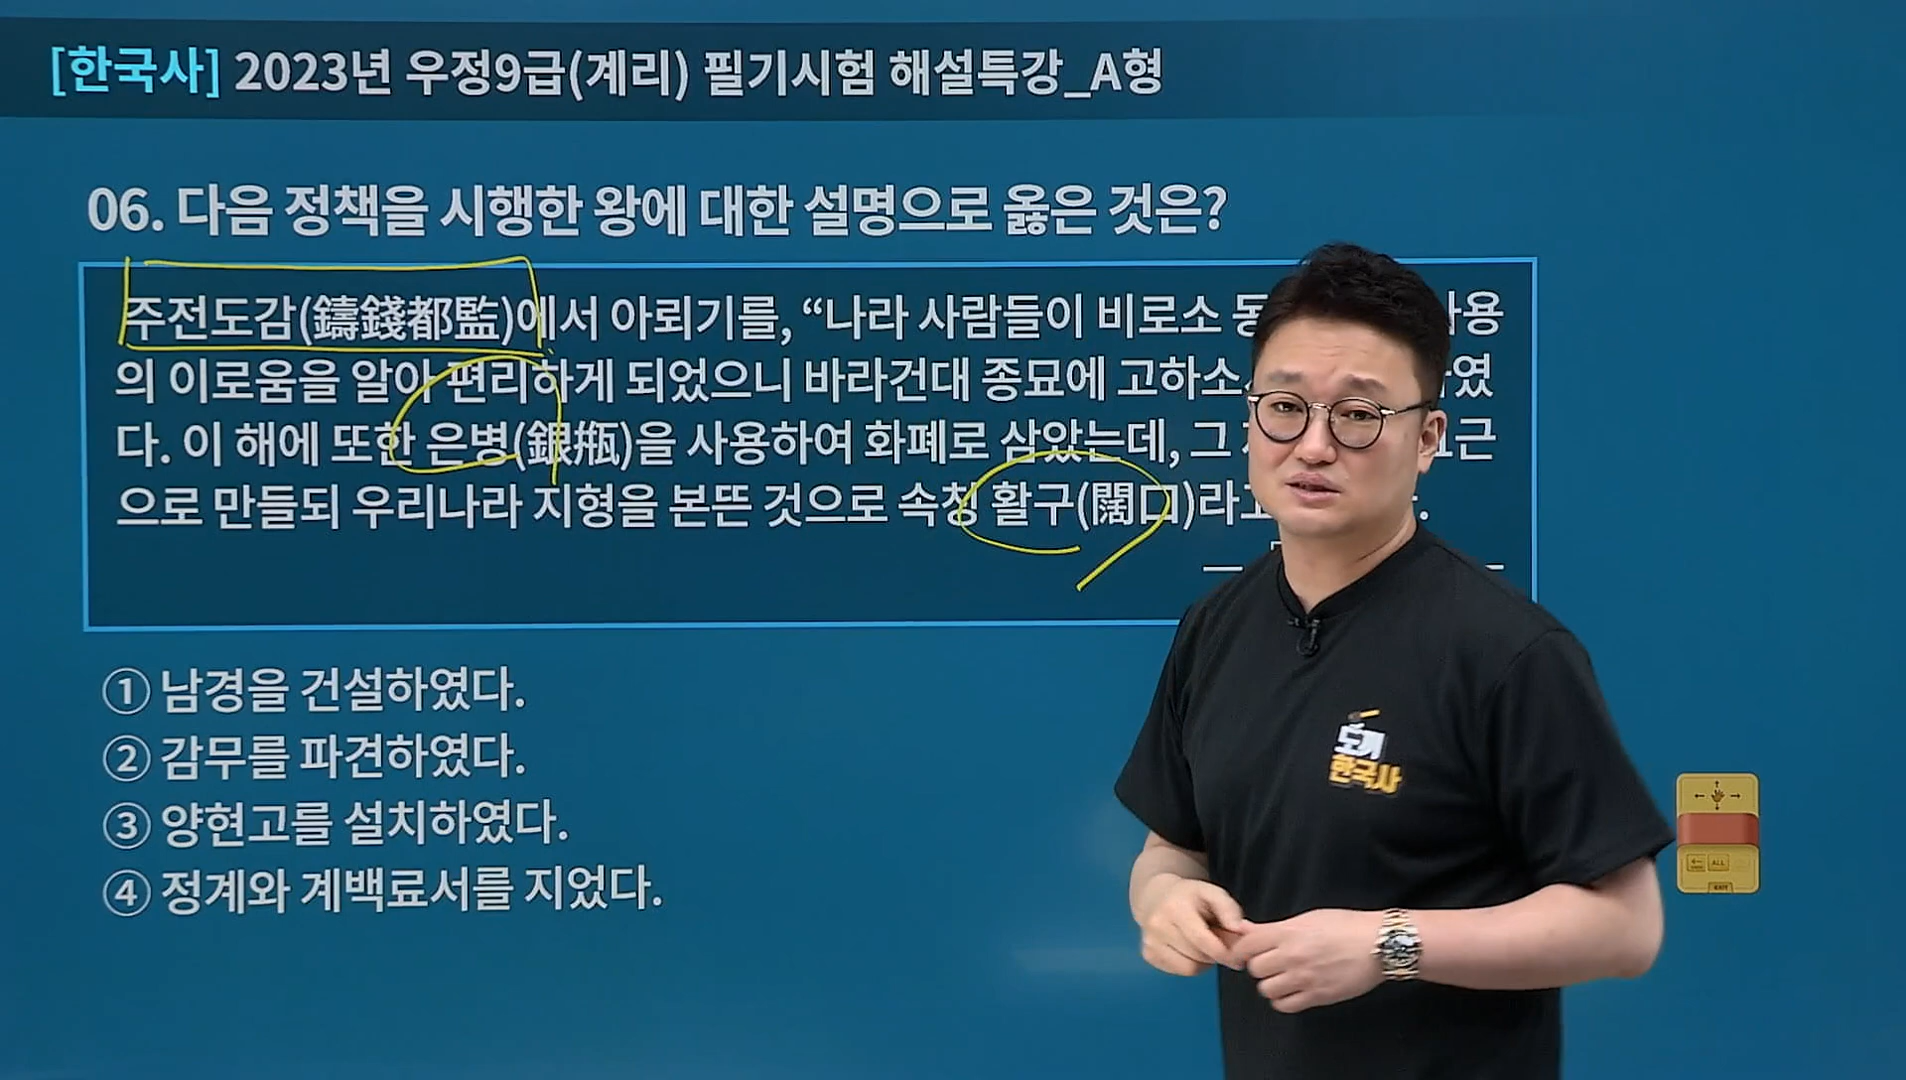 [한국사] 2023년 우정9급(계리) 필기시험 해설특강_A형
06. 다음 정책을 시행한 왕에 대한 설명으로 옳은 것은?
주전도감(鑄錢都監)에서 아뢰기를, “나라 사람들이 비로소 동
의 이로움을 알아 편리하게 되었으니 바라건대 종묘에 고하소
다. 이 해에 또한 은병(銀甁)을 사용하여 화폐로 삼았는데, 그
으로 만들되 우리나라 지형을 본뜬 것으로 속칭 활구(闊口)라고
① 남경을 건설하였다.
② 감무를 파견하였다.
③ 양현고를 설치하였다.
④ 정계와 계백료서를 지었다.
도끼
한국사
ALL
EXIT